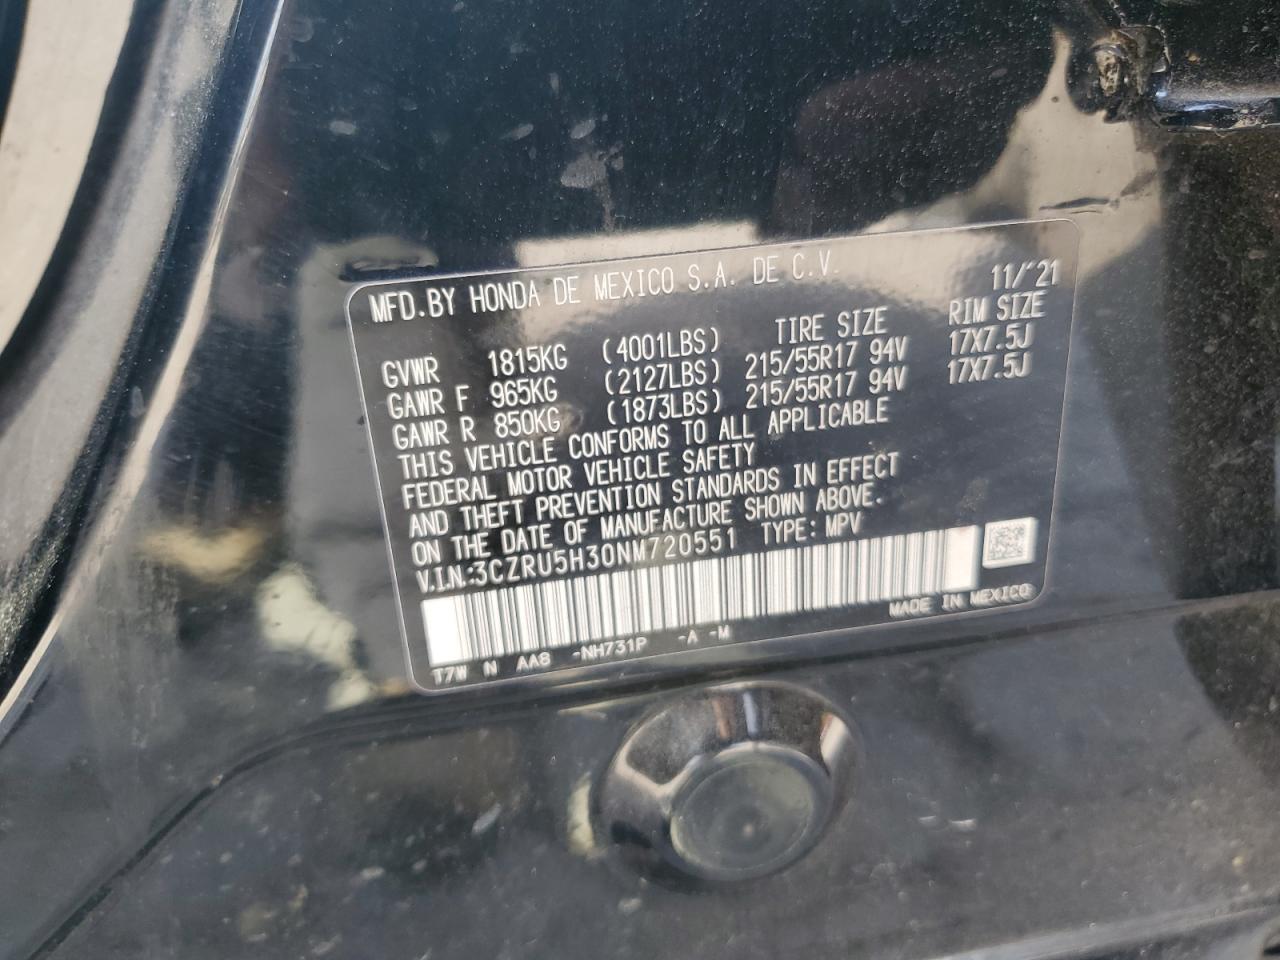 MFD.BY HONDA DE MEXICO S.A. DE C.V. 11/'21
TIRE SIZE RIM SIZE
GVWR 1815KG (4001LBS)
GAWR F 965KG (2127LBS) 215/55R17 94V 17X7.5J
GAWR R 850KG (1873LBS) 215/55R17 94V 17X7.5J
THIS VEHICLE CONFORMS TO ALL APPLICABLE
FEDERAL MOTOR VEHICLE SAFETY
AND THEFT PREVENTION STANDARDS IN EFFECT
ON THE DATE OF MANUFACTURE SHOWN ABOVE.
V.I.N.:3CZRU5H30NM720551 TYPE: MPV
MADE IN MEXICO
T7W N AA8 -NH731P -A -M